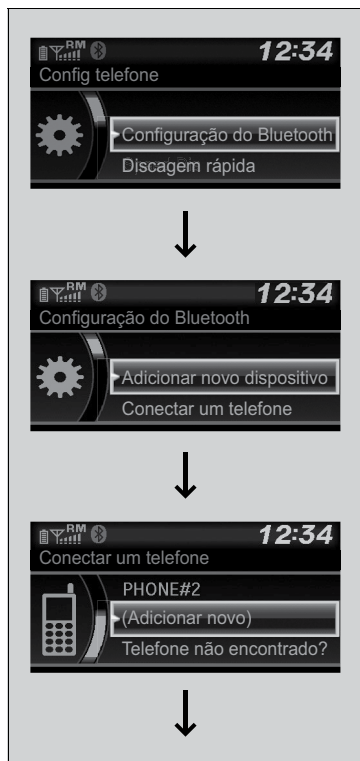 RM 12:34
Config telefone
Configuração do Bluetooth
Discagem rápida
RM 12:34
Configuração do Bluetooth
Adicionar novo dispositivo
Conectar um telefone
RM 12:34
Conectar um telefone
PHONE#2
(Adicionar novo)
Telefone não encontrado?